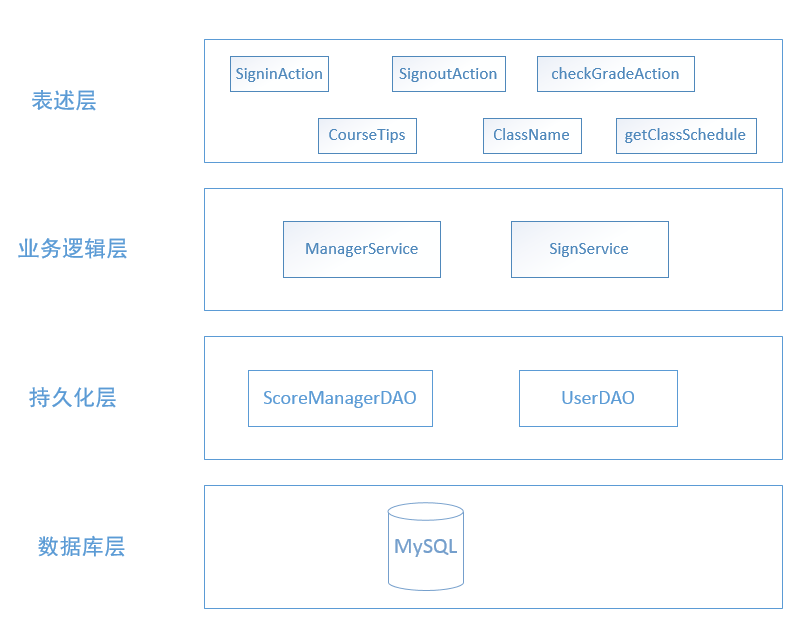 表述层
SigninAction
SignoutAction
checkGradeAction
CourseTips
ClassName
getClassSchedule
业务逻辑层
ManagerService
SignService
持久化层
ScoreManagerDAO
UserDAO
数据库层
MySQL